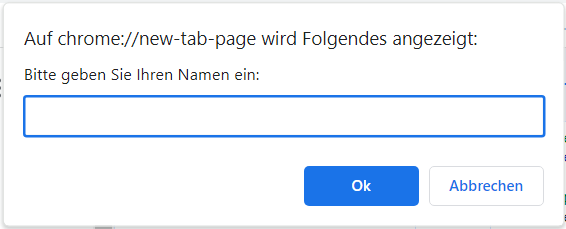 Auf chrome://new-tab-page wird Folgendes angezeigt:
Bitte geben Sie Ihren Namen ein:
Ok
Abbrechen